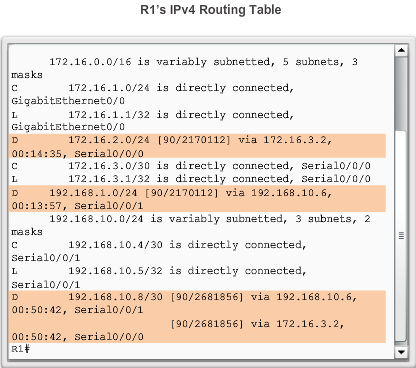 R1's IPv4 Routing Table
172.16.0.0/16 is variably subnetted, 5 subnets, 3
masks
C 172.16.1.0/24 is directly connected,
GigabitEthernet0/0
L 172.16.1.1/32 is directly connected,
GigabitEthernet0/0
D 172.16.2.0/24 [90/2170112] via 172.16.3.2,
00:14:35, Serial0/0/0
C 172.16.3.0/30 is directly connected, Serial0/0/0
L 172.16.3.1/32 is directly connected, Serial0/0/0
D 192.168.1.0/24 [90/2170112] via 192.168.10.6,
00:13:57, Serial0/0/1
192.168.10.0/24 is variably subnetted, 3 subnets, 2
masks
C 192.168.10.4/30 is directly connected,
Serial0/0/1
L 192.168.10.5/32 is directly connected,
Serial0/0/1
D 192.168.10.8/30 [90/2681856] via 192.168.10.6,
00:50:42, Serial0/0/1
[90/2681856] via 172.16.3.2,
00:50:42, Serial0/0/0
R1#